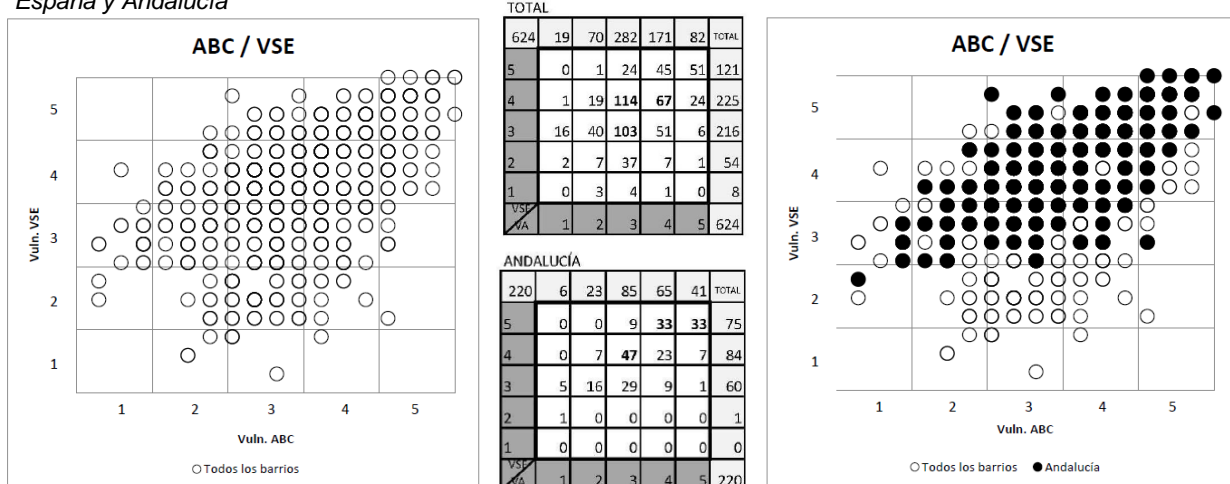 España y Andalucía
ABC / VSE
5
4
3
2
1
Vuln. VSE
1 2 3 4 5
Vuln. ABC
Todos los barrios
TOTAL
624 19 70 282 171 82 TOTAL
5 0 1 24 45 51 121
4 1 19 114 67 24 225
3 16 40 103 51 6 216
2 2 7 37 7 1 54
1 0 3 4 1 0 8
VSE
VA 1 2 3 4 5 624
ANDALUCÍA
220 6 23 85 65 41 TOTAL
5 0 0 9 33 33 75
4 0 7 47 23 7 84
3 5 16 29 9 1 60
2 1 0 0 0 0 1
1 0 0 0 0 0 0
VSE
VA 1 2 3 4 5 220
ABC / VSE
5
4
3
2
1
Vuln. VSE
1 2 3 4 5
Vuln. ABC
Todos los barrios Andalucía